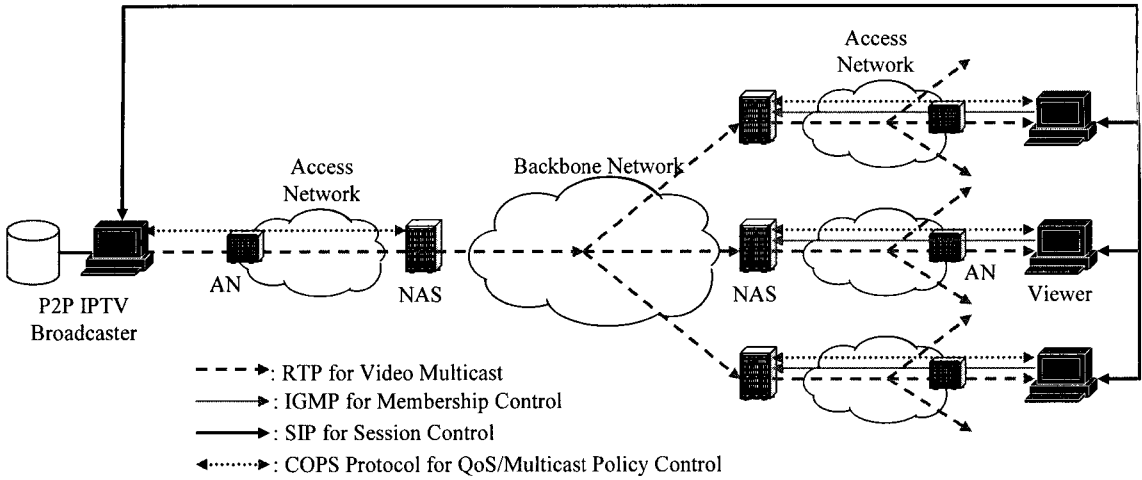 Access
Network
Access
Network
Backbone Network
AN
NAS
NAS
AN
Viewer
P2P IPTV
Broadcaster
: RTP for Video Multicast
: IGMP for Membership Control
: SIP for Session Control
: COPS Protocol for QoS/Multicast Policy Control